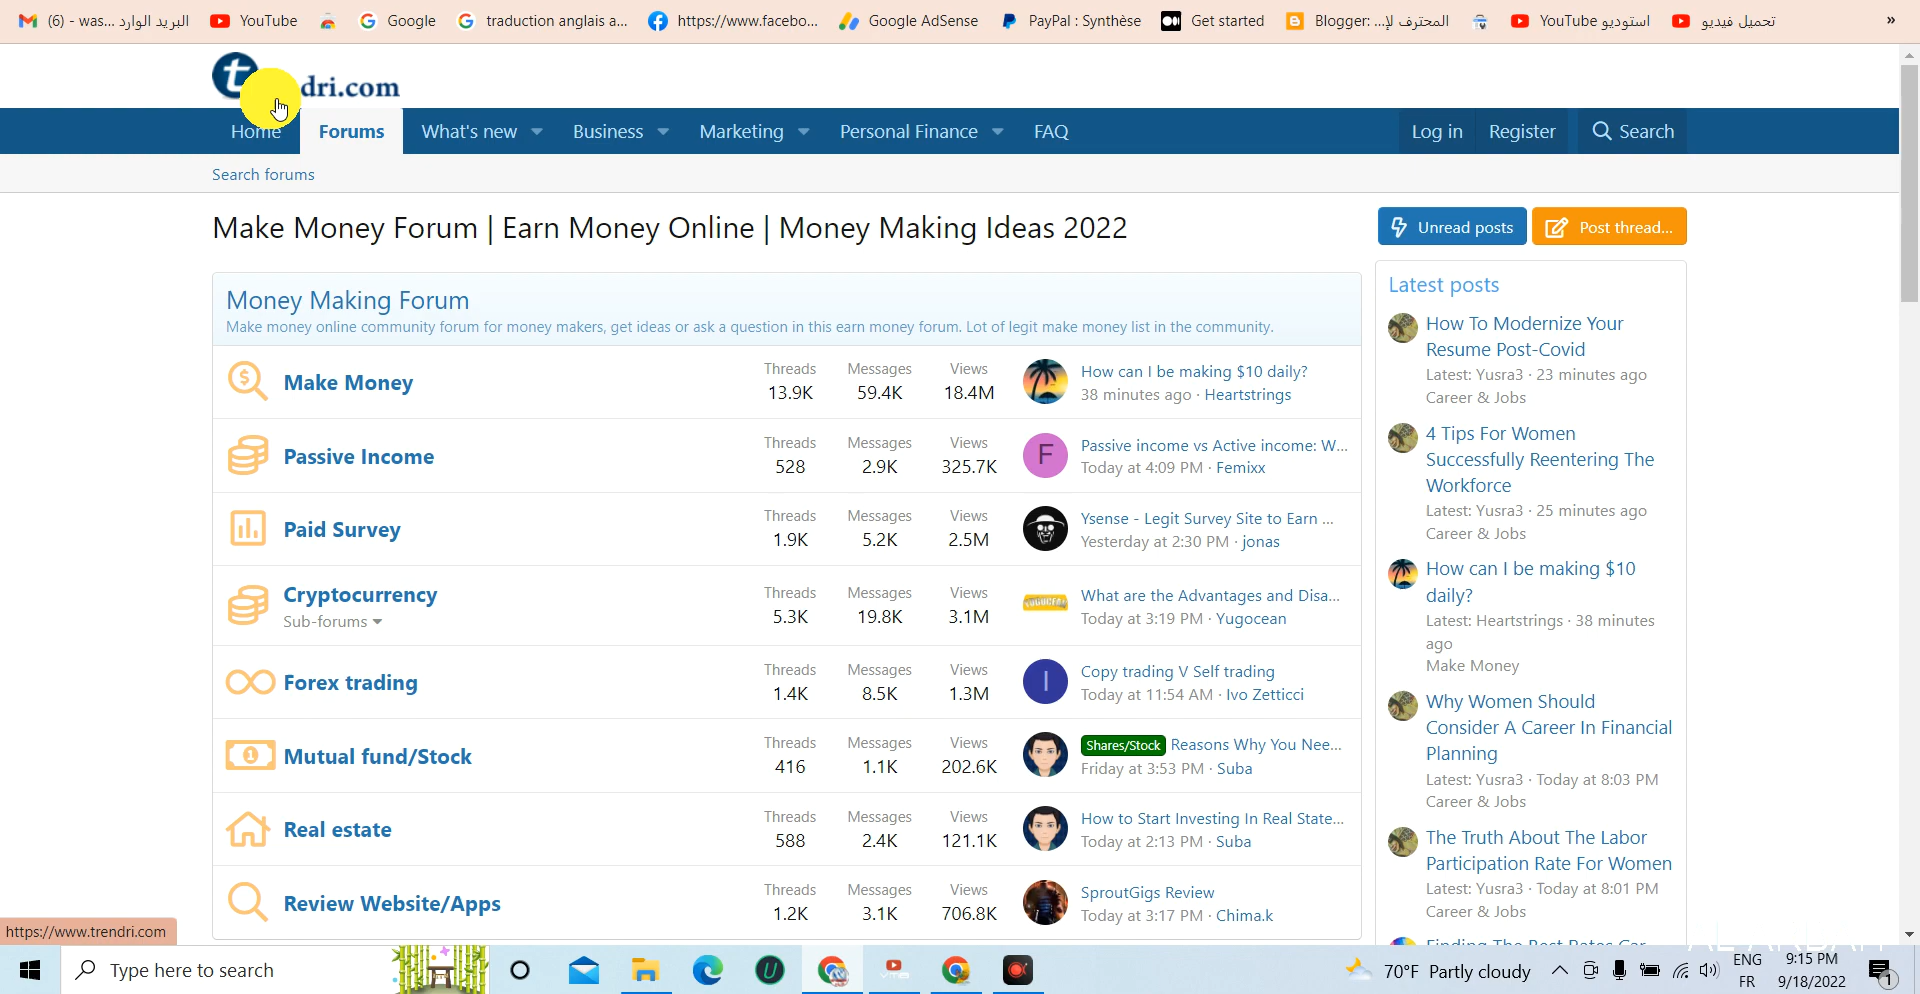 البريد الوارد was... - (6)
YouTube
Google
traduction anglais a...
https://www.facebo...
Google AdSense
PayPal : Synthèse
Get started
Blogger: ...المحترف لإ
YouTube استوديو
تحميل فيديو
»
dri.com
Home
Forums
What's new
Business
Marketing
Personal Finance
FAQ
Log in
Register
Search
Search forums
Make Money Forum | Earn Money Online | Money Making Ideas 2022
Unread posts
Post thread...
Money Making Forum
Make money online community forum for money makers, get ideas or ask a question in this earn money forum. Lot of legit make money list in the community.
Make Money
Threads Messages Views
13.9K 59.4K 18.4M
How can I be making $10 daily?
38 minutes ago · Heartstrings
Passive Income
Threads Messages Views
528 2.9K 325.7K
F
Passive income vs Active income: W...
Today at 4:09 PM · Femixx
Paid Survey
Threads Messages Views
1.9K 5.2K 2.5M
Ysense - Legit Survey Site to Earn ...
Yesterday at 2:30 PM · jonas
Cryptocurrency
Sub-forums
Threads Messages Views
5.3K 19.8K 3.1M
YUGOCEAN
What are the Advantages and Disa...
Today at 3:19 PM · Yugocean
Forex trading
Threads Messages Views
1.4K 8.5K 1.3M
I
Copy trading V Self trading
Today at 11:54 AM · Ivo Zetticci
Mutual fund/Stock
Threads Messages Views
416 1.1K 202.6K
Shares/Stock Reasons Why You Nee...
Friday at 3:53 PM · Suba
Real estate
Threads Messages Views
588 2.4K 121.1K
How to Start Investing In Real State...
Today at 2:13 PM · Suba
Review Website/Apps
Threads Messages Views
1.2K 3.1K 706.8K
SproutGigs Review
Today at 3:17 PM · Chima.k
Latest posts
How To Modernize Your
Resume Post-Covid
Latest: Yusra3 · 23 minutes ago
Career & Jobs
4 Tips For Women
Successfully Reentering The
Workforce
Latest: Yusra3 · 25 minutes ago
Career & Jobs
How can I be making $10
daily?
Latest: Heartstrings · 38 minutes
ago
Make Money
Why Women Should
Consider A Career In Financial
Planning
Latest: Yusra3 · Today at 8:03 PM
Career & Jobs
The Truth About The Labor
Participation Rate For Women
Latest: Yusra3 · Today at 8:01 PM
Career & Jobs
Finding The Best Rates Car
https://www.trendri.com
Type here to search
70°F Partly cloudy
ENG
FR
9:15 PM
9/18/2022
1